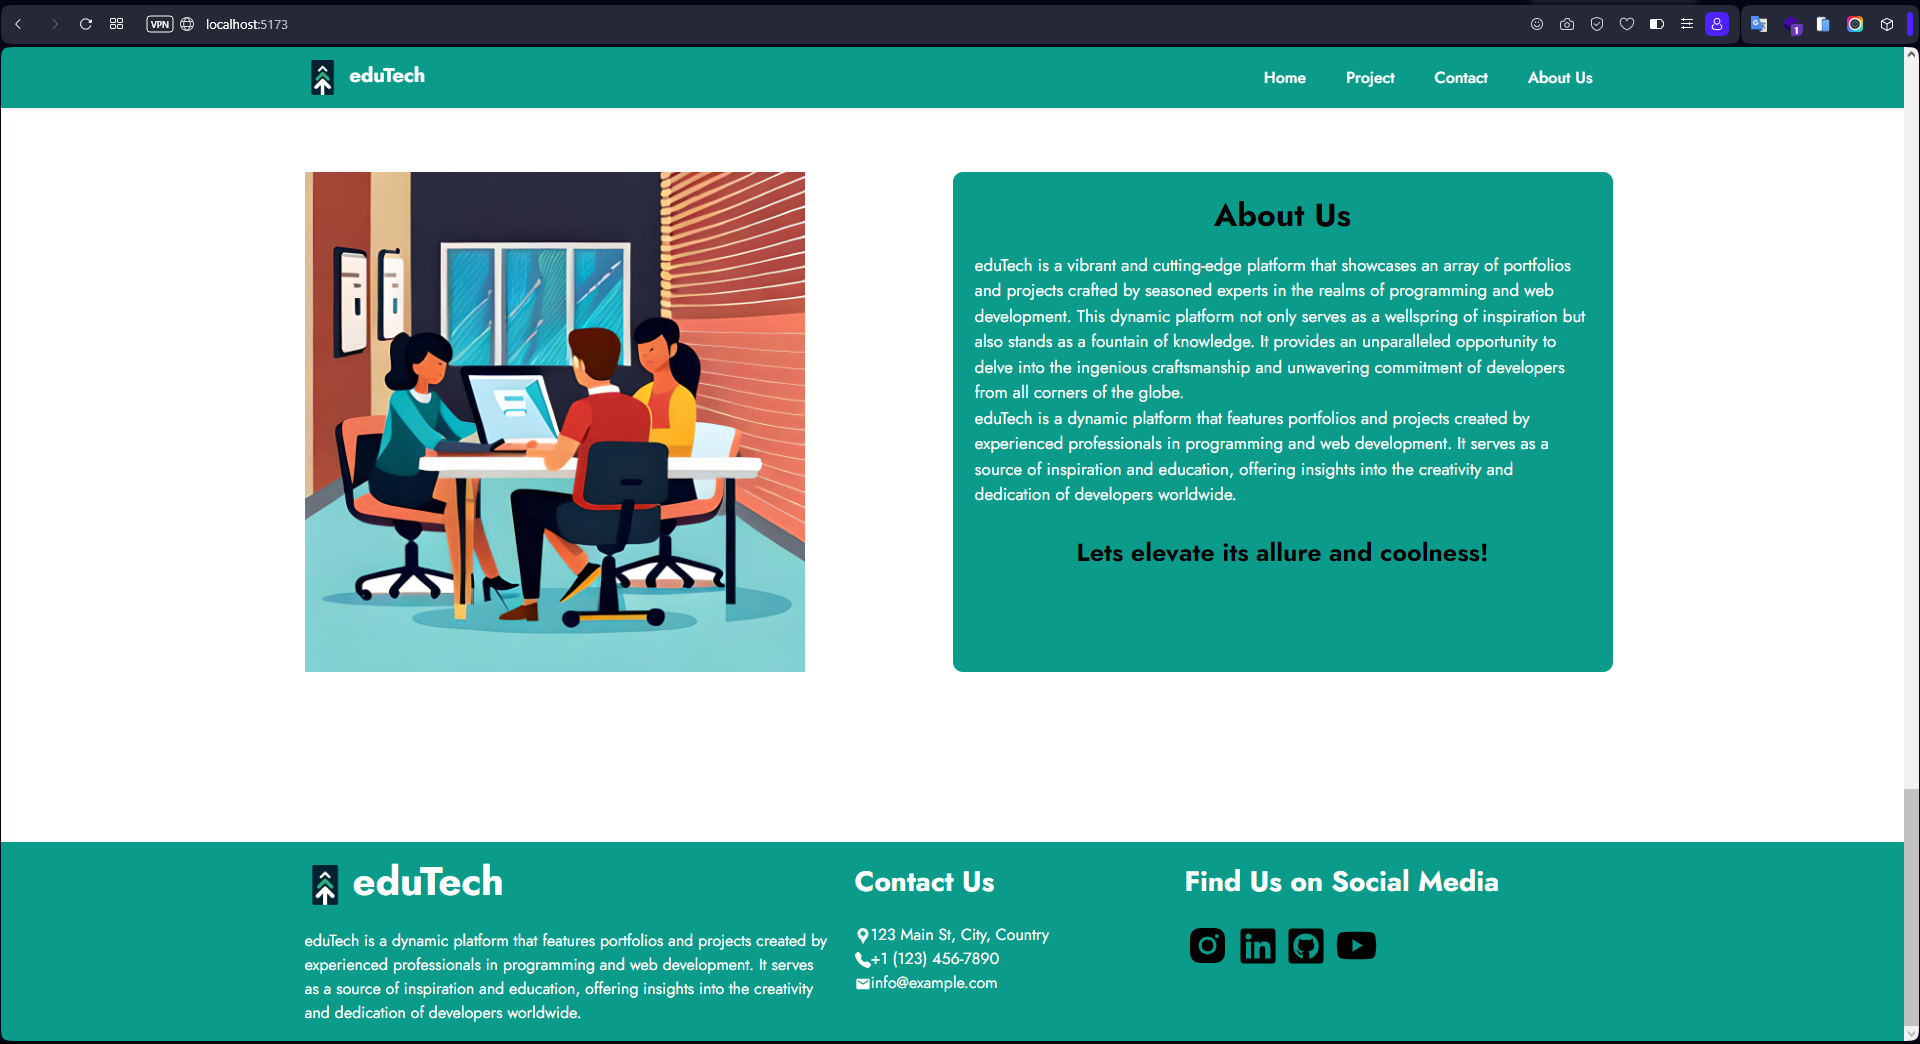 VPN
localhost:5173
1
eduTech
Home
Project
Contact
About Us
About Us
eduTech is a vibrant and cutting-edge platform that showcases an array of portfolios
and projects crafted by seasoned experts in the realms of programming and web
development. This dynamic platform not only serves as a wellspring of inspiration but
also stands as a fountain of knowledge. It provides an unparalleled opportunity to
delve into the ingenious craftsmanship and unwavering commitment of developers
from all corners of the globe.
eduTech is a dynamic platform that features portfolios and projects created by
experienced professionals in programming and web development. It serves as a
source of inspiration and education, offering insights into the creativity and
dedication of developers worldwide.
Lets elevate its allure and coolness!
eduTech
eduTech is a dynamic platform that features portfolios and projects created by
experienced professionals in programming and web development. It serves
as a source of inspiration and education, offering insights into the creativity
and dedication of developers worldwide.
Contact Us
123 Main St, City, Country
+1 (123) 456-7890
info@example.com
Find Us on Social Media
in